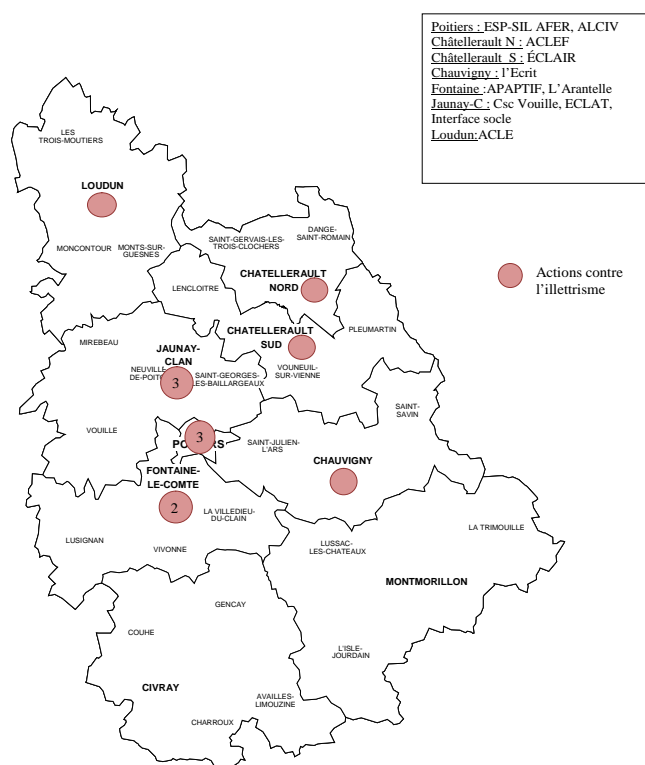 Poitiers : ESP-SIL AFER, ALCIV
Châtellerault N : ACLEF
Châtellerault S : ÉCLAIR
Chauvigny : l'Ecrit
Fontaine :APAPTIF, L'Arantelle
Jaunay-C : Csc Vouille, ECLAT,
Interface socle
Loudun:ACLE
LES
TROIS-MOUTIERS
LOUDUN
MONCONTOUR
MONTS-SUR-
GUESNES
SAINT-GERVAIS-LES-
TROIS-CLOCHERS
DANGE-
SAINT-ROMAIN
LENCLOITRE
CHATELLERAULT
NORD
Actions contre
l'illettrisme
CHATELLERAULT
SUD
PLEUMARTIN
VOUNEUIL-
SUR-VIENNE
MIREBEAU
JAUNAY-
CLAN
NEUVILLE-
DE-POITO
3
SAINT-GEORGES-
LES-BAILLARGEAUX
SAINT-
SAVIN
VOUILLE
3
SAINT-JULIEN-
L'ARS
CHAUVIGNY
FONTAINE-
LE-COMTE
2
LA VILLEDIEU-
DU-CLAIN
LUSIGNAN
VIVONNE
LUSSAC-
LES-CHATEAUX
LA TRIMOUILLE
MONTMORILLON
GENCAY
COUHE
L'ISLE-
JOURDAIN
CIVRAY
AVAILLES-
LIMOUZINE
CHARROUX